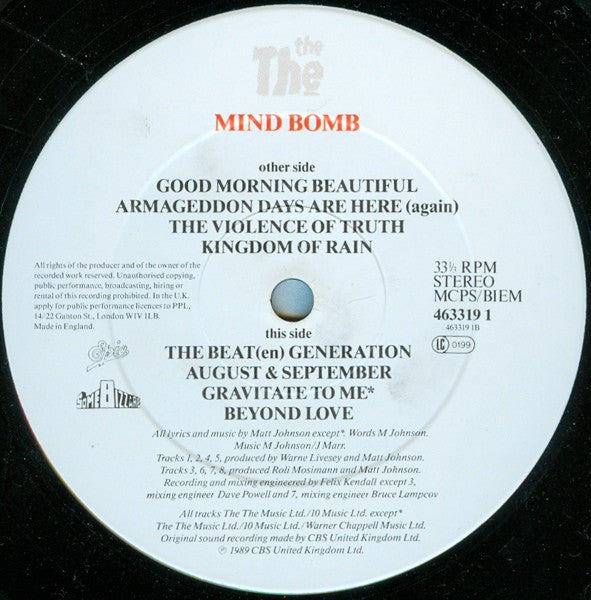 the
The
MIND BOMB
other side
GOOD MORNING BEAUTIFUL
ARMAGEDDON DAYS ARE HERE (again)
THE VIOLENCE OF TRUTH
KINGDOM OF RAIN
All rights of the producer and of the owner of the
recorded work reserved. Unauthorised copying,
public performance, broadcasting, hiring or
rental of this recording prohibited. In the U.K.
apply for public performance licences to PPL,
14/22 Ganton St., London W1V 1LB.
Made in England.
33⅓ RPM
STEREO
MCPS/BIEM
463319 1
463319 1B
LC 0199
Epic
SOME BIZZARE
this side
THE BEAT(en) GENERATION
AUGUST & SEPTEMBER
GRAVITATE TO ME*
BEYOND LOVE
All lyrics and music by Matt Johnson except*. Words M Johnson.
Music M Johnson/J Marr.
Tracks 1, 2, 4, 5, produced by Warne Livesey and Matt Johnson.
Tracks 3, 6, 7, 8, produced Roli Mosimann and Matt Johnson.
Recording and mixing engineered by Felix Kendall except 3,
mixing engineer Dave Powell and 7, mixing engineer Bruce Lampcov
All tracks The The Music Ltd./10 Music Ltd. except*
The The Music Ltd./10 Music Ltd./Warner Chappell Music Ltd.
Original sound recording made by CBS United Kingdom Ltd.
℗ 1989 CBS United Kingdom Ltd.